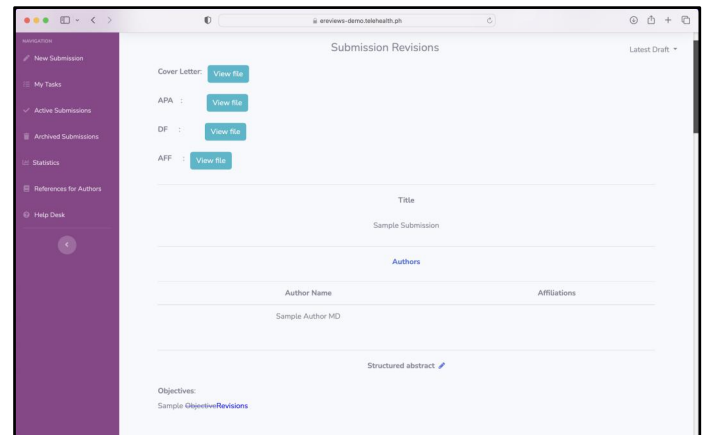 ereviews-demo.telehealth.ph
NAVIGATION
New Submission
My Tasks
Active Submissions
Archived Submissions
Statistics
References for Authors
Help Desk
Submission Revisions
Latest Draft
Cover Letter: View file
APA : View file
DF : View file
AFF : View file
Title
Sample Submission
Authors
Author Name Affiliations
Sample Author MD
Structured abstract
Objectives:
Sample ObjectiveRevisions